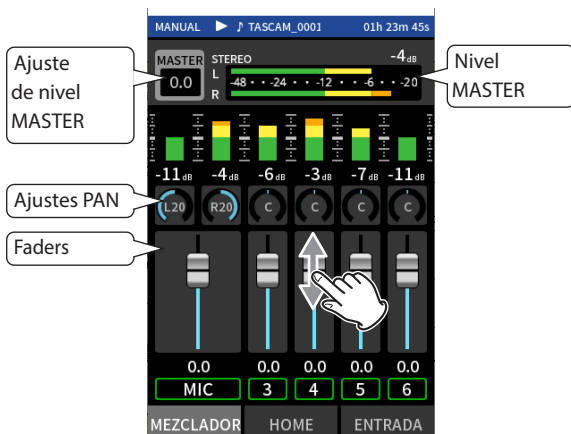 MANUAL ▶ ♪ TASCAM_0001 01h 23m 45s
Ajuste
de nivel
MASTER
MASTER
0.0
STEREO -4dB
L
-48 · · -24 · · -12 · · -6 · · -20
R
Nivel
MASTER
-11dB -4dB -6dB -3dB -7dB -11dB
Ajustes PAN
L20 R20 C C C C
Faders
0.0 0.0 0.0 0.0 0.0
MIC 3 4 5 6
MEZCLADOR HOME ENTRADA